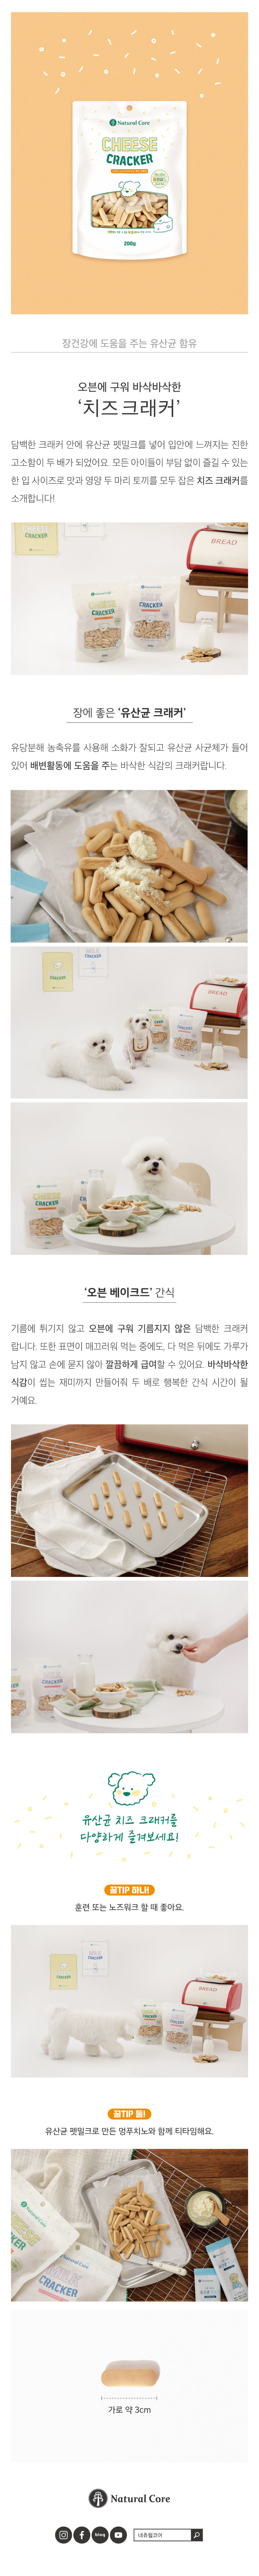 Natural Core
CHEESE
CRACKER
200g
장건강에 도움을 주는 유산균 함유
오븐에 구워 바삭바삭한
‘치즈 크래커’
담백한 크래커 안에 유산균 펫밀크를 넣어 입안에 느껴지는 진한
고소함이 두 배가 되었어요. 모든 아이들이 부담 없이 즐길 수 있는
한 입 사이즈로 맛과 영양 두 마리 토끼를 모두 잡은 치즈 크래커를
소개합니다!
CHEESE
CRACKER
MILK
CRACKER
BREAD
장에 좋은 ‘유산균 크래커’
유당분해 농축유를 사용해 소화가 잘되고 유산균 사균체가 들어
있어 배변활동에 도움을 주는 바삭한 식감의 크래커랍니다.
BREAD
‘오븐 베이크드’ 간식
기름에 튀기지 않고 오븐에 구워 기름지지 않은 담백한 크래커
랍니다. 또한 표면이 매끄러워 먹는 중에도, 다 먹은 뒤에도 가루가
남지 않고 손에 묻지 않아 깔끔하게 급여할 수 있어요. 바삭바삭한
식감이 씹는 재미까지 만들어줘 두 배로 행복한 간식 시간이 될
거예요.
유산균 치즈 크래커를
다양하게 즐겨보세요!
꿀TIP 하나!
훈련 또는 노즈워크 할 때 좋아요.
BREAD
꿀TIP 둘!
유산균 펫밀크로 만든 멍푸치노와 함께 티타임해요.
Natural Core
MILK
CRACKER
가로 약 3cm
Natural Core
blog
네츄럴코어